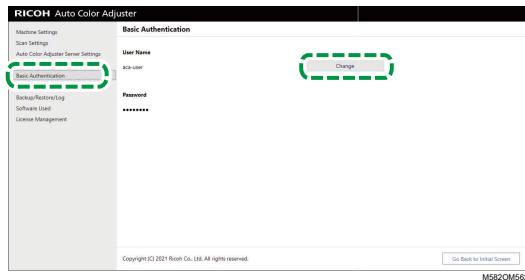 RICOH Auto Color Adjuster
Machine Settings
Scan Settings
Auto Color Adjuster Server Settings
Basic Authentication
Backup/Restore/Log
Software Used
License Management
Basic Authentication
User Name
aca-user
Change
Password
••••••••
Copyright (C) 2021 Ricoh Co., Ltd. All rights reserved.
Go Back to Initial Screen